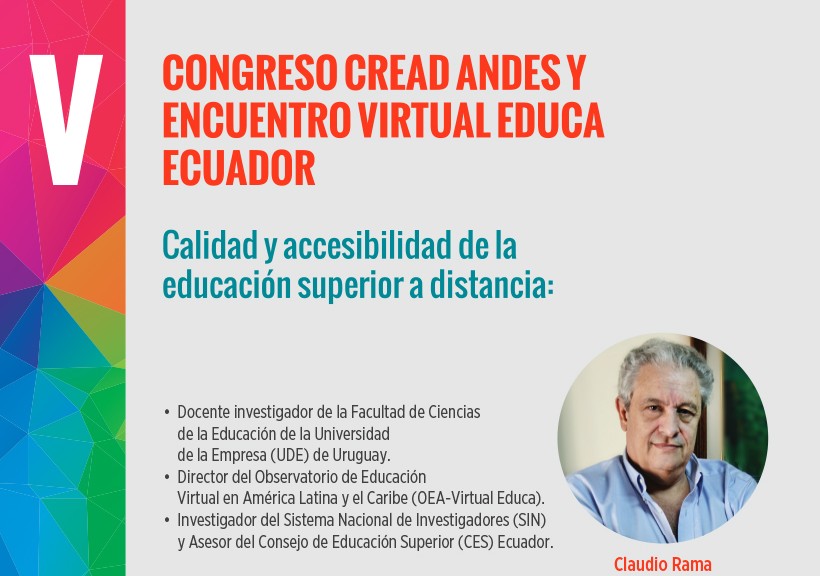 V
CONGRESO CREAD ANDES Y
ENCUENTRO VIRTUAL EDUCA
ECUADOR
Calidad y accesibilidad de la
educación superior a distancia:
• Docente investigador de la Facultad de Ciencias
de la Educación de la Universidad
de la Empresa (UDE) de Uruguay.
• Director del Observatorio de Educación
Virtual en América Latina y el Caribe (OEA-Virtual Educa).
• Investigador del Sistema Nacional de Investigadores (SIN)
y Asesor del Consejo de Educación Superior (CES) Ecuador.
Claudio Rama